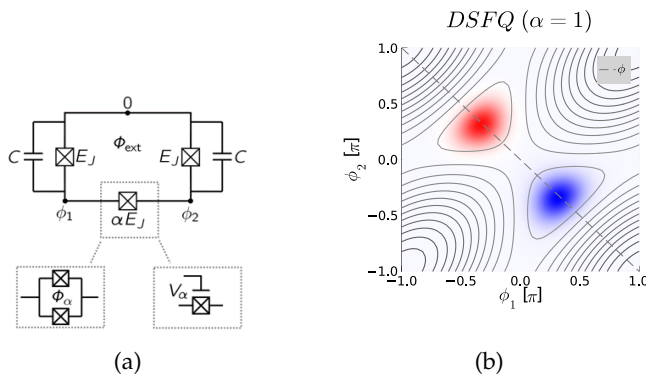 DSFQ (α = 1)
0
Φext
C
EJ
EJ
C
ϕ1
αEJ
ϕ2
Φα
Vα
(a)
ϕ
1.0
0.5
0.0
−0.5
−1.0
ϕ2 [π]
−1.0
−0.5
0.0
0.5
1.0
ϕ1 [π]
(b)